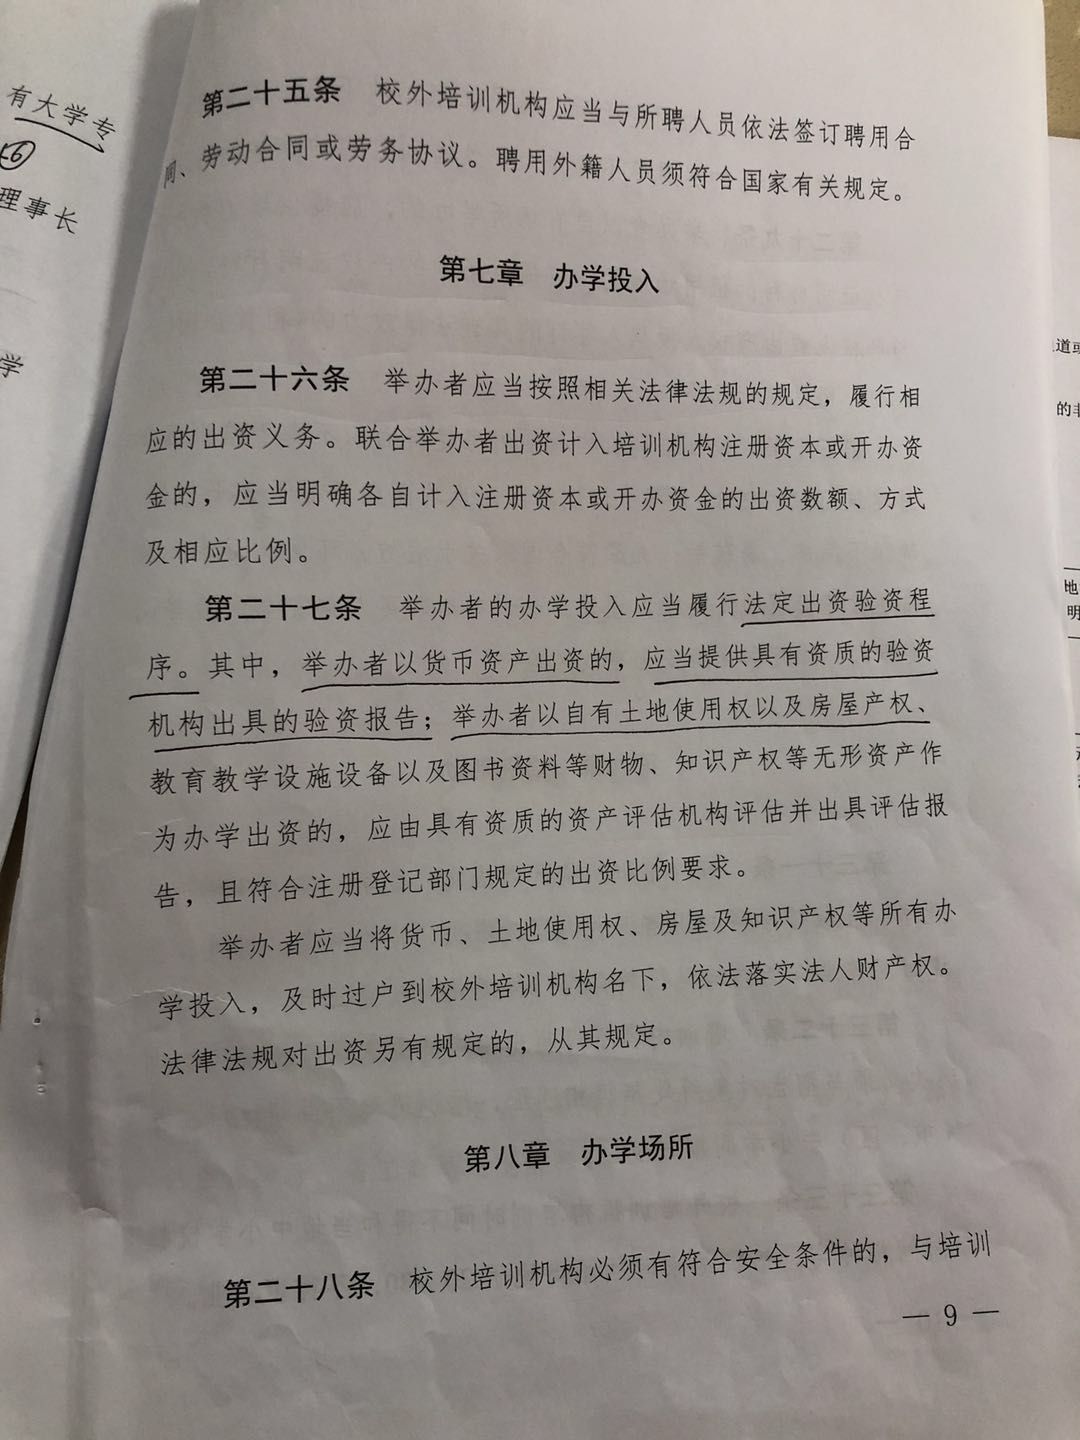 有大学专
⑥
理事长
学
第二十五条　校外培训机构应当与所聘人员依法签订聘用合
同、劳动合同或劳务协议。聘用外籍人员须符合国家有关规定。
第七章　办学投入
第二十六条　举办者应当按照相关法律法规的规定，履行相
应的出资义务。联合举办者出资计入培训机构注册资本或开办资
金的，应当明确各自计入注册资本或开办资金的出资数额、方式
及相应比例。
第二十七条　举办者的办学投入应当履行法定出资验资程
序。其中，举办者以货币资产出资的，应当提供具有资质的验资
机构出具的验资报告；举办者以自有土地使用权以及房屋产权、
教育教学设施设备以及图书资料等财物、知识产权等无形资产作
为办学出资的，应由具有资质的资产评估机构评估并出具评估报
告，且符合注册登记部门规定的出资比例要求。
举办者应当将货币、土地使用权、房屋及知识产权等所有办
学投入，及时过户到校外培训机构名下，依法落实法人财产权。
法律法规对出资另有规定的，从其规定。
第八章　办学场所
第二十八条　校外培训机构必须有符合安全条件的，与培训
— 9 —
道或
的非
地
明